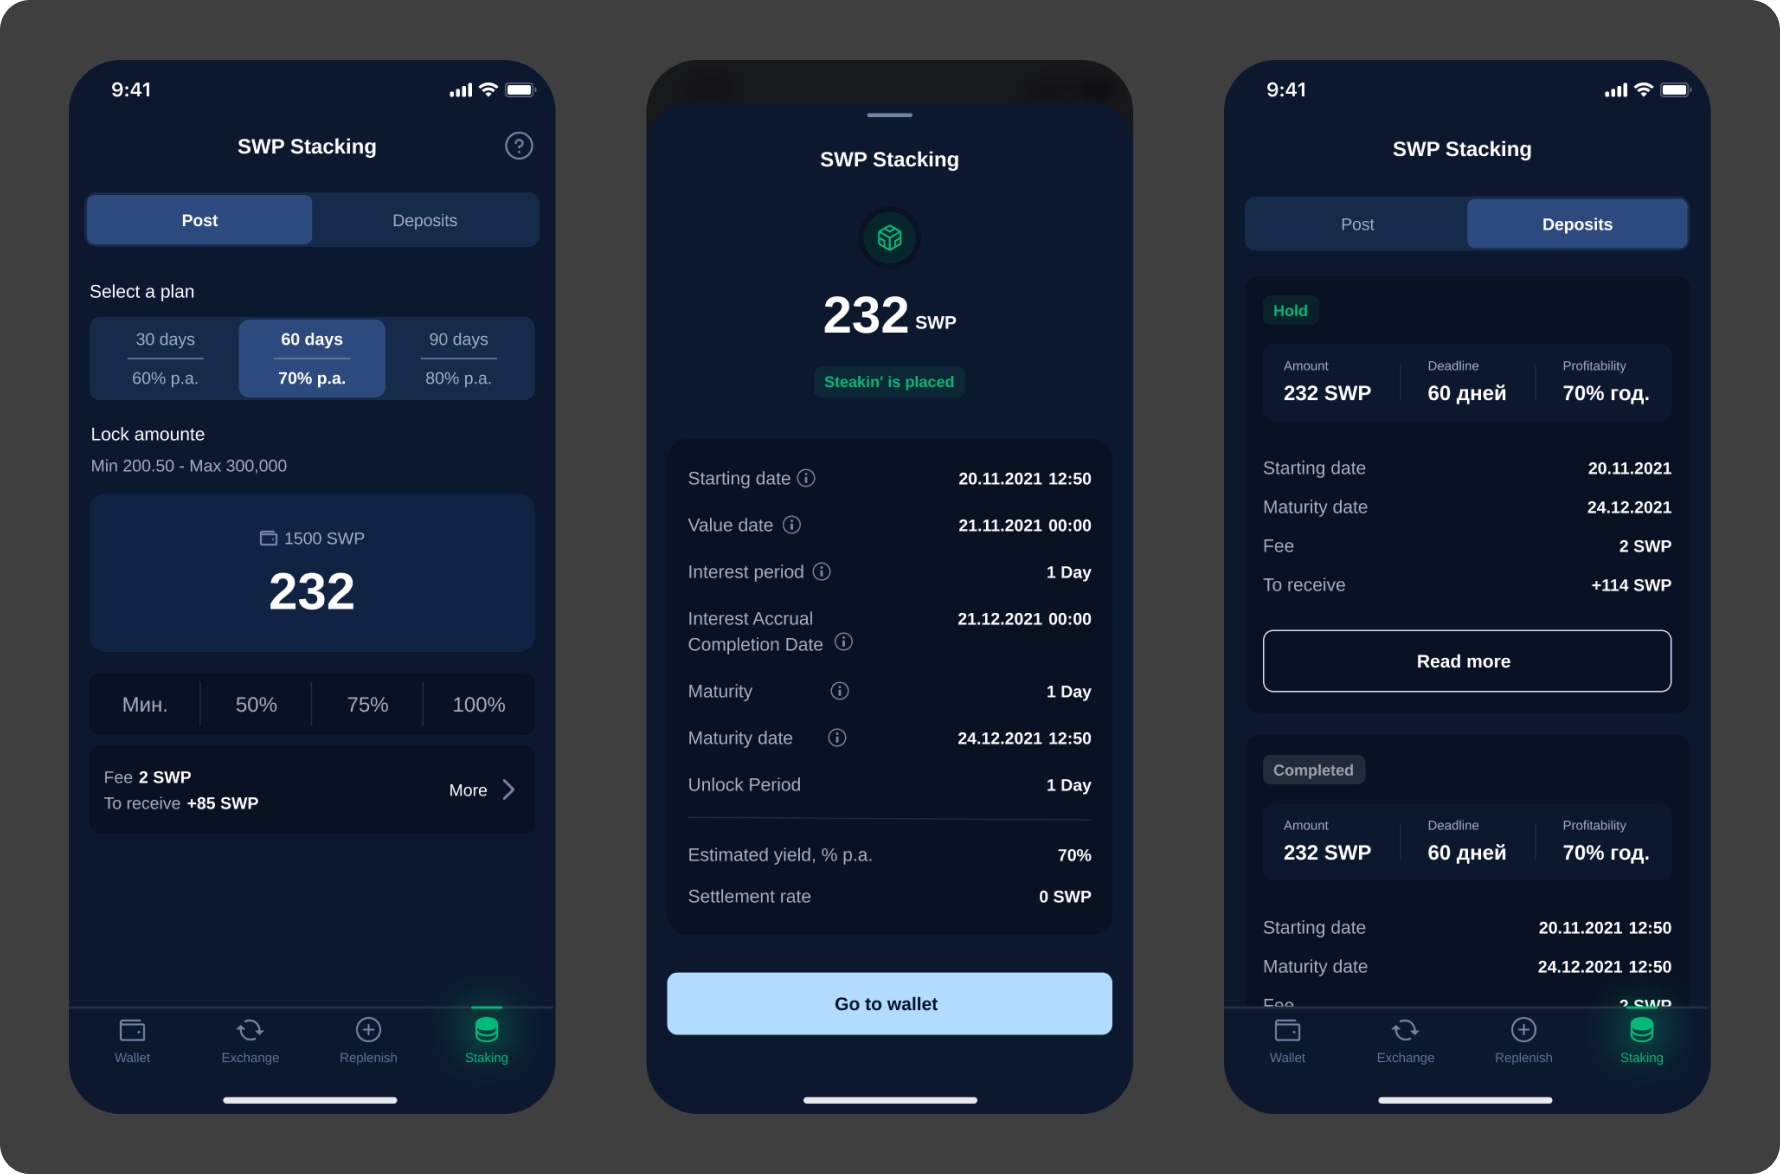 9:41
SWP Stacking
Post Deposits
Select a plan
30 days 60 days 90 days
60% p.a. 70% p.a. 80% p.a.
Lock amounte
Min 200.50 - Max 300,000
1500 SWP
232
Мин. 50% 75% 100%
Fee 2 SWP
To receive +85 SWP
More
Wallet Exchange Replenish Staking
SWP Stacking
232 SWP
Steakin' is placed
Starting date 20.11.2021 12:50
Value date 21.11.2021 00:00
Interest period 1 Day
Interest Accrual 21.12.2021 00:00
Completion Date
Maturity 1 Day
Maturity date 24.12.2021 12:50
Unlock Period 1 Day
Estimated yield, % p.a. 70%
Settlement rate 0 SWP
Go to wallet
9:41
SWP Stacking
Post Deposits
Hold
Amount Deadline Profitability
232 SWP 60 дней 70% год.
Starting date 20.11.2021
Maturity date 24.12.2021
Fee 2 SWP
To receive +114 SWP
Read more
Completed
Amount Deadline Profitability
232 SWP 60 дней 70% год.
Starting date 20.11.2021 12:50
Maturity date 24.12.2021 12:50
Fee 2 SWP
Wallet Exchange Replenish Staking